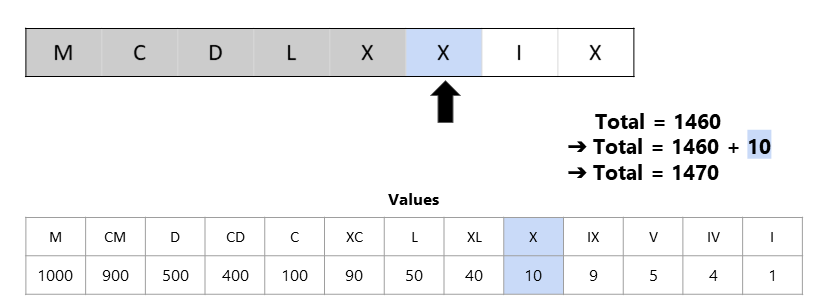 M C D L X X I X
Total = 1460
➔ Total = 1460 + 10
➔ Total = 1470
Values
M CM D CD C XC L XL X IX V IV I
1000 900 500 400 100 90 50 40 10 9 5 4 1